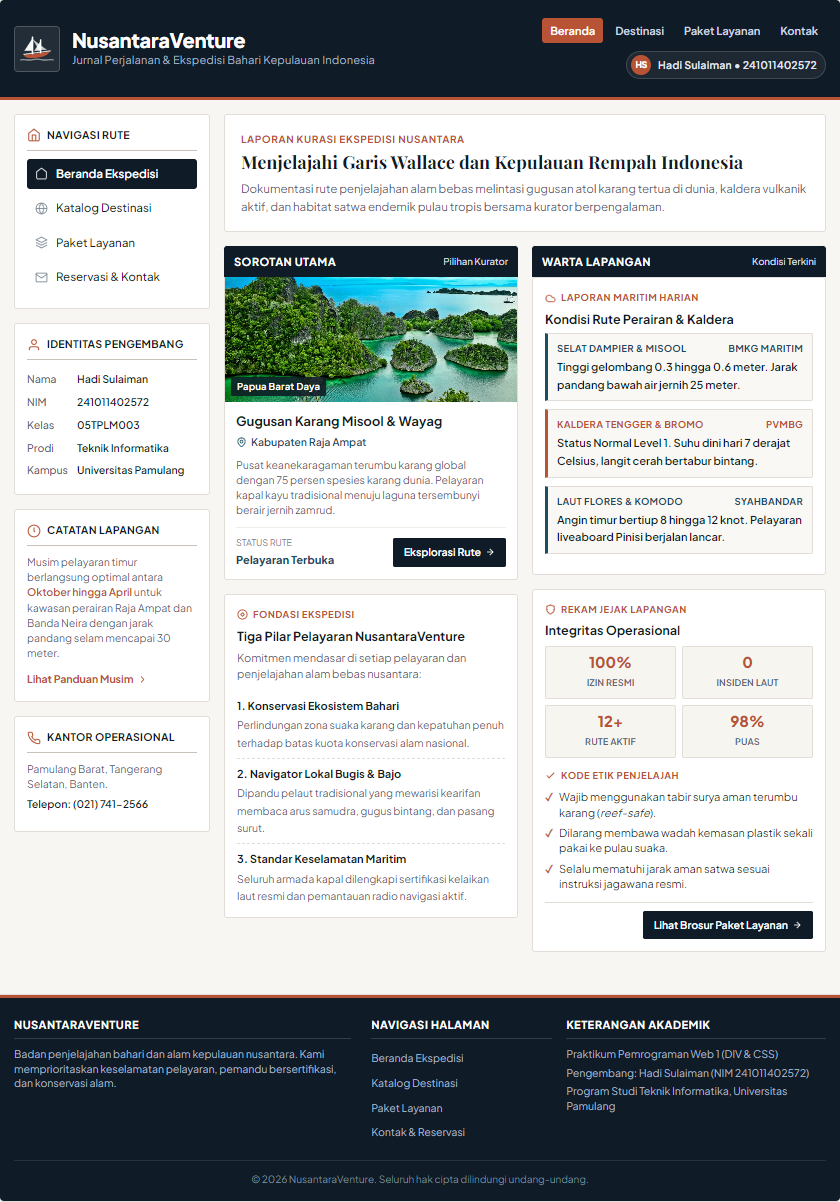 NusantaraVenture
Jurnal Perjalanan & Ekspedisi Bahari Kepulauan Indonesia
Beranda
Destinasi
Paket Layanan
Kontak
HS
Hadi Sulaiman • 241011402572
NAVIGASI RUTE
Beranda Ekspedisi
Katalog Destinasi
Paket Layanan
Reservasi & Kontak
IDENTITAS PENGEMBANG
Nama Hadi Sulaiman
NIM 241011402572
Kelas 05TPLM003
Prodi Teknik Informatika
Kampus Universitas Pamulang
CATATAN LAPANGAN
Musim pelayaran timur
berlangsung optimal antara
Oktober hingga April untuk
kawasan perairan Raja Ampat dan
Banda Neira dengan jarak
pandang selam mencapai 30
meter.
Lihat Panduan Musim
KANTOR OPERASIONAL
Pamulang Barat, Tangerang
Selatan, Banten.
Telepon: (021) 741-2566
LAPORAN KURASI EKSPEDISI NUSANTARA
Menjelajahi Garis Wallace dan Kepulauan Rempah Indonesia
Dokumentasi rute penjelajahan alam bebas melintasi gugusan atol karang tertua di dunia, kaldera vulkanik
aktif, dan habitat satwa endemik pulau tropis bersama kurator berpengalaman.
SOROTAN UTAMA
Pilihan Kurator
Papua Barat Daya
Gugusan Karang Misool & Wayag
Kabupaten Raja Ampat
Pusat keanekaragaman terumbu karang global
dengan 75 persen spesies karang dunia. Pelayaran
kapal kayu tradisional menuju laguna tersembunyi
berair jernih zamrud.
STATUS RUTE
Pelayaran Terbuka
Eksplorasi Rute →
FONDASI EKSPEDISI
Tiga Pilar Pelayaran NusantaraVenture
Komitmen mendasar di setiap pelayaran dan
penjelajahan alam bebas nusantara:
1. Konservasi Ekosistem Bahari
Perlindungan zona suaka karang dan kepatuhan penuh
terhadap batas kuota konservasi alam nasional.
2. Navigator Lokal Bugis & Bajo
Dipandu pelaut tradisional yang mewarisi kearifan
membaca arus samudra, gugus bintang, dan pasang
surut.
3. Standar Keselamatan Maritim
Seluruh armada kapal dilengkapi sertifikasi kelaikan
laut resmi dan pemantauan radio navigasi aktif.
WARTA LAPANGAN
Kondisi Terkini
LAPORAN MARITIM HARIAN
Kondisi Rute Perairan & Kaldera
SELAT DAMPIER & MISOOL BMKG MARITIM
Tinggi gelombang 0.3 hingga 0.6 meter. Jarak
pandang bawah air jernih 25 meter.
KALDERA TENGGER & BROMO PVMBG
Status Normal Level 1. Suhu dini hari 7 derajat
Celsius, langit cerah bertabur bintang.
LAUT FLORES & KOMODO SYAHBANDAR
Angin timur bertiup 8 hingga 12 knot. Pelayaran
liveaboard Pinisi berjalan lancar.
REKAM JEJAK LAPANGAN
Integritas Operasional
100%
IZIN RESMI
0
INSIDEN LAUT
12+
RUTE AKTIF
98%
PUAS
KODE ETIK PENJELAJAH
✓ Wajib menggunakan tabir surya aman terumbu
karang (reef-safe).
✓ Dilarang membawa wadah kemasan plastik sekali
pakai ke pulau suaka.
✓ Selalu mematuhi jarak aman satwa sesuai
instruksi jagawana resmi.
Lihat Brosur Paket Layanan →
NUSANTARAVENTURE
Badan penjelajahan bahari dan alam kepulauan nusantara. Kami
memprioritaskan keselamatan pelayaran, pemandu bersertifikasi,
dan konservasi alam.
NAVIGASI HALAMAN
Beranda Ekspedisi
Katalog Destinasi
Paket Layanan
Kontak & Reservasi
KETERANGAN AKADEMIK
Praktikum Pemrograman Web 1 (DIV & CSS)
Pengembang: Hadi Sulaiman (NIM 241011402572)
Program Studi Teknik Informatika, Universitas
Pamulang
© 2026 NusantaraVenture. Seluruh hak cipta dilindungi undang-undang.